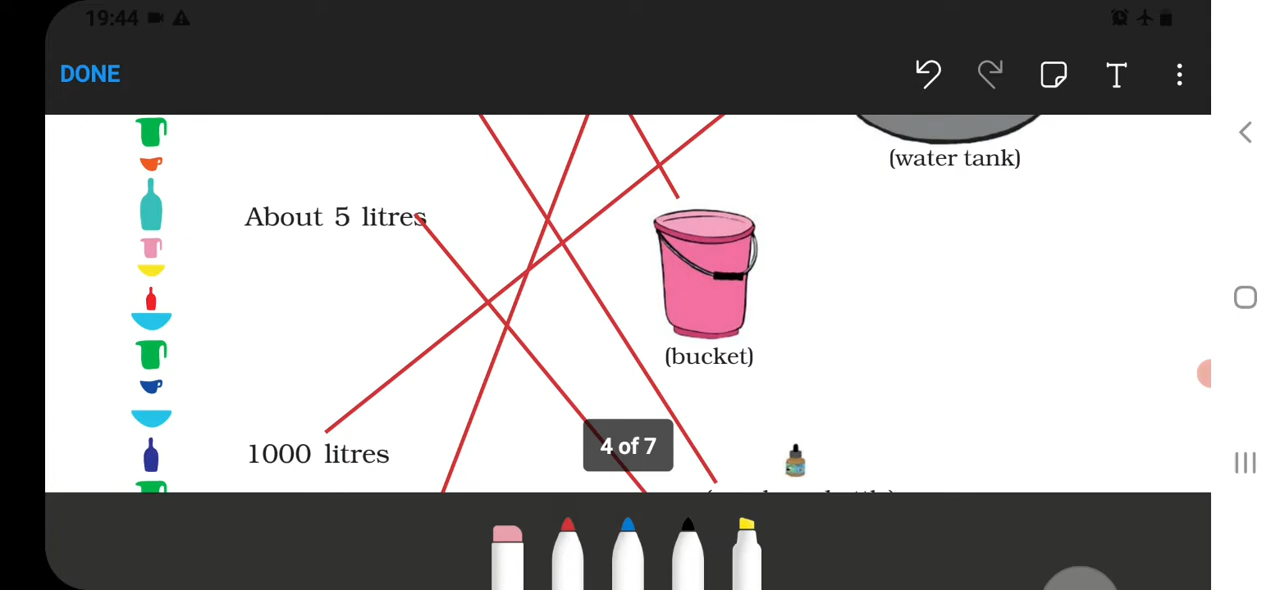 19:44
DONE
T
(water tank)
About 5 litres
(bucket)
4 of 7
1000 litres